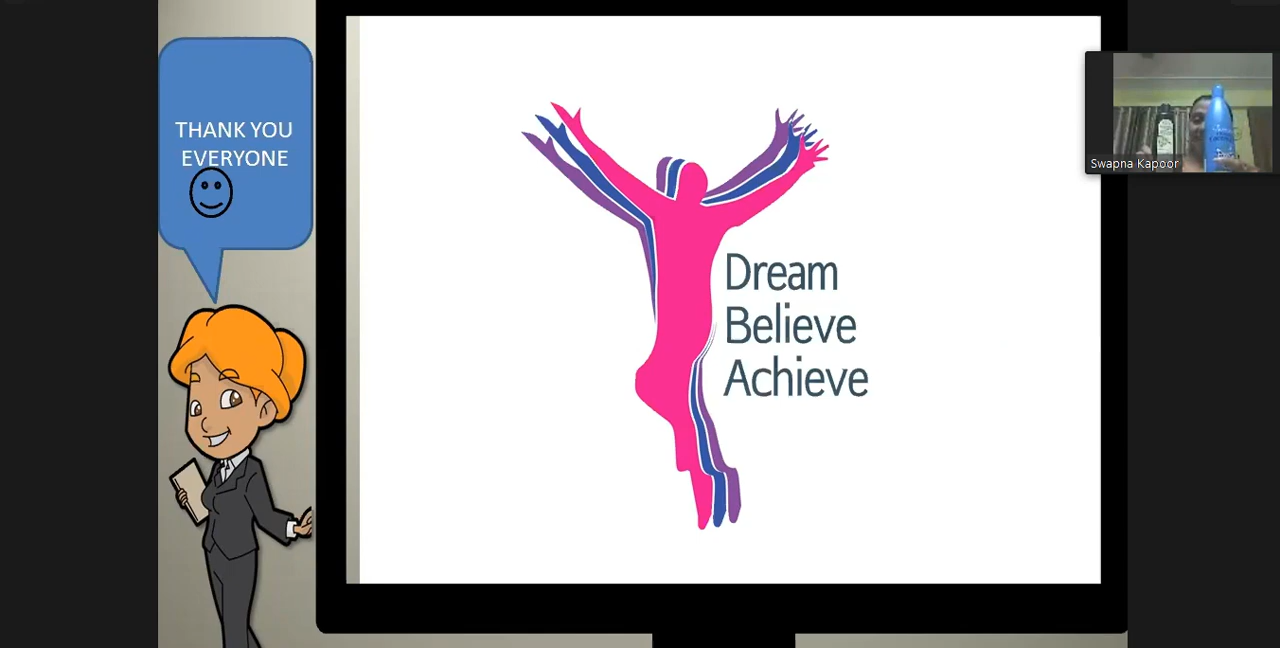 THANK YOU
EVERYONE
Dream
Believe
Achieve
Swapna Kapoor